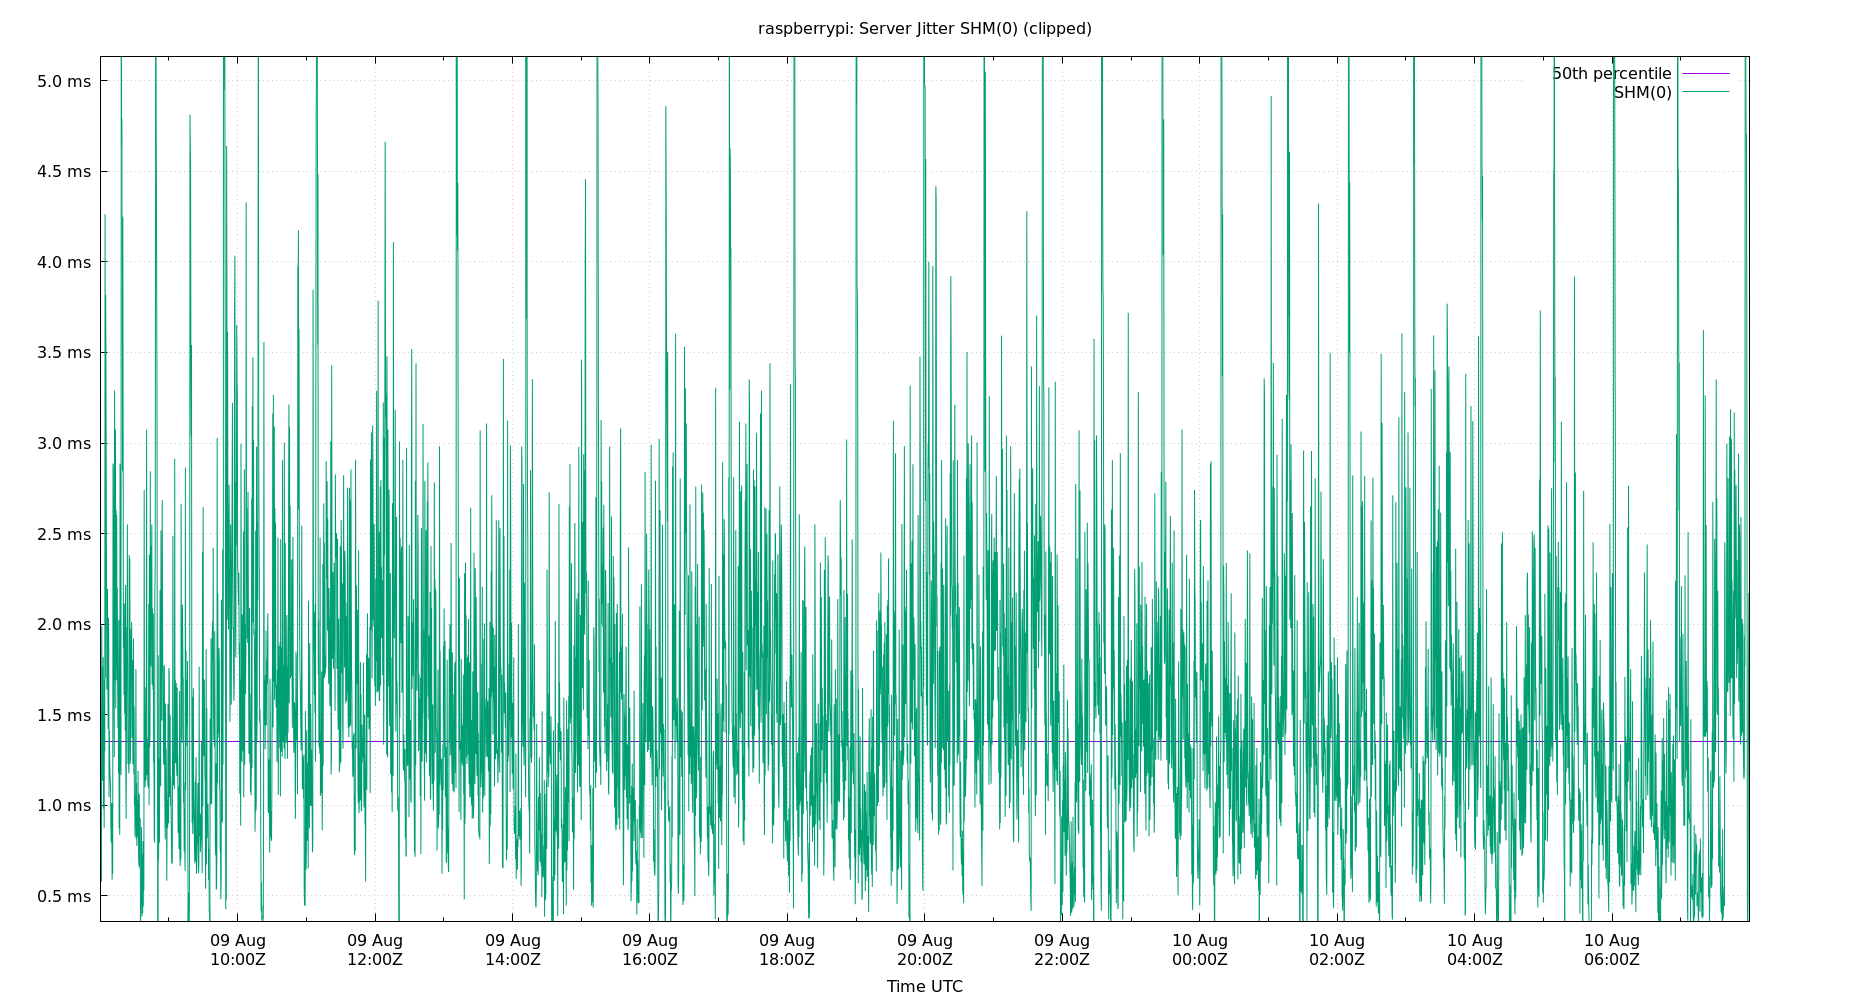 raspberrypi: Server Jitter SHM(0) (clipped)
50th percentile
SHM(0)
5.0 ms
4.5 ms
4.0 ms
3.5 ms
3.0 ms
2.5 ms
2.0 ms
1.5 ms
1.0 ms
0.5 ms
09 Aug 09 Aug 09 Aug 09 Aug 09 Aug 09 Aug 09 Aug 10 Aug 10 Aug 10 Aug 10 Aug
10:00Z 12:00Z 14:00Z 16:00Z 18:00Z 20:00Z 22:00Z 00:00Z 02:00Z 04:00Z 06:00Z
Time UTC